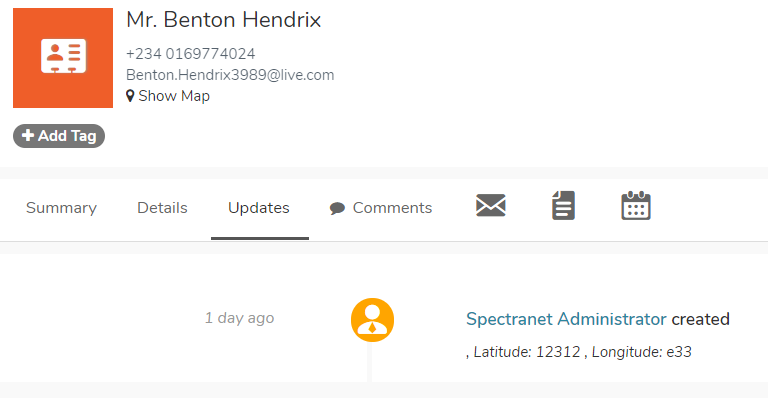 Mr. Benton Hendrix
+234 0169774024
Benton.Hendrix3989@live.com
Show Map
Add Tag
Summary Details Updates Comments
1 day ago
Spectranet Administrator created
, Latitude: 12312 , Longitude: e33